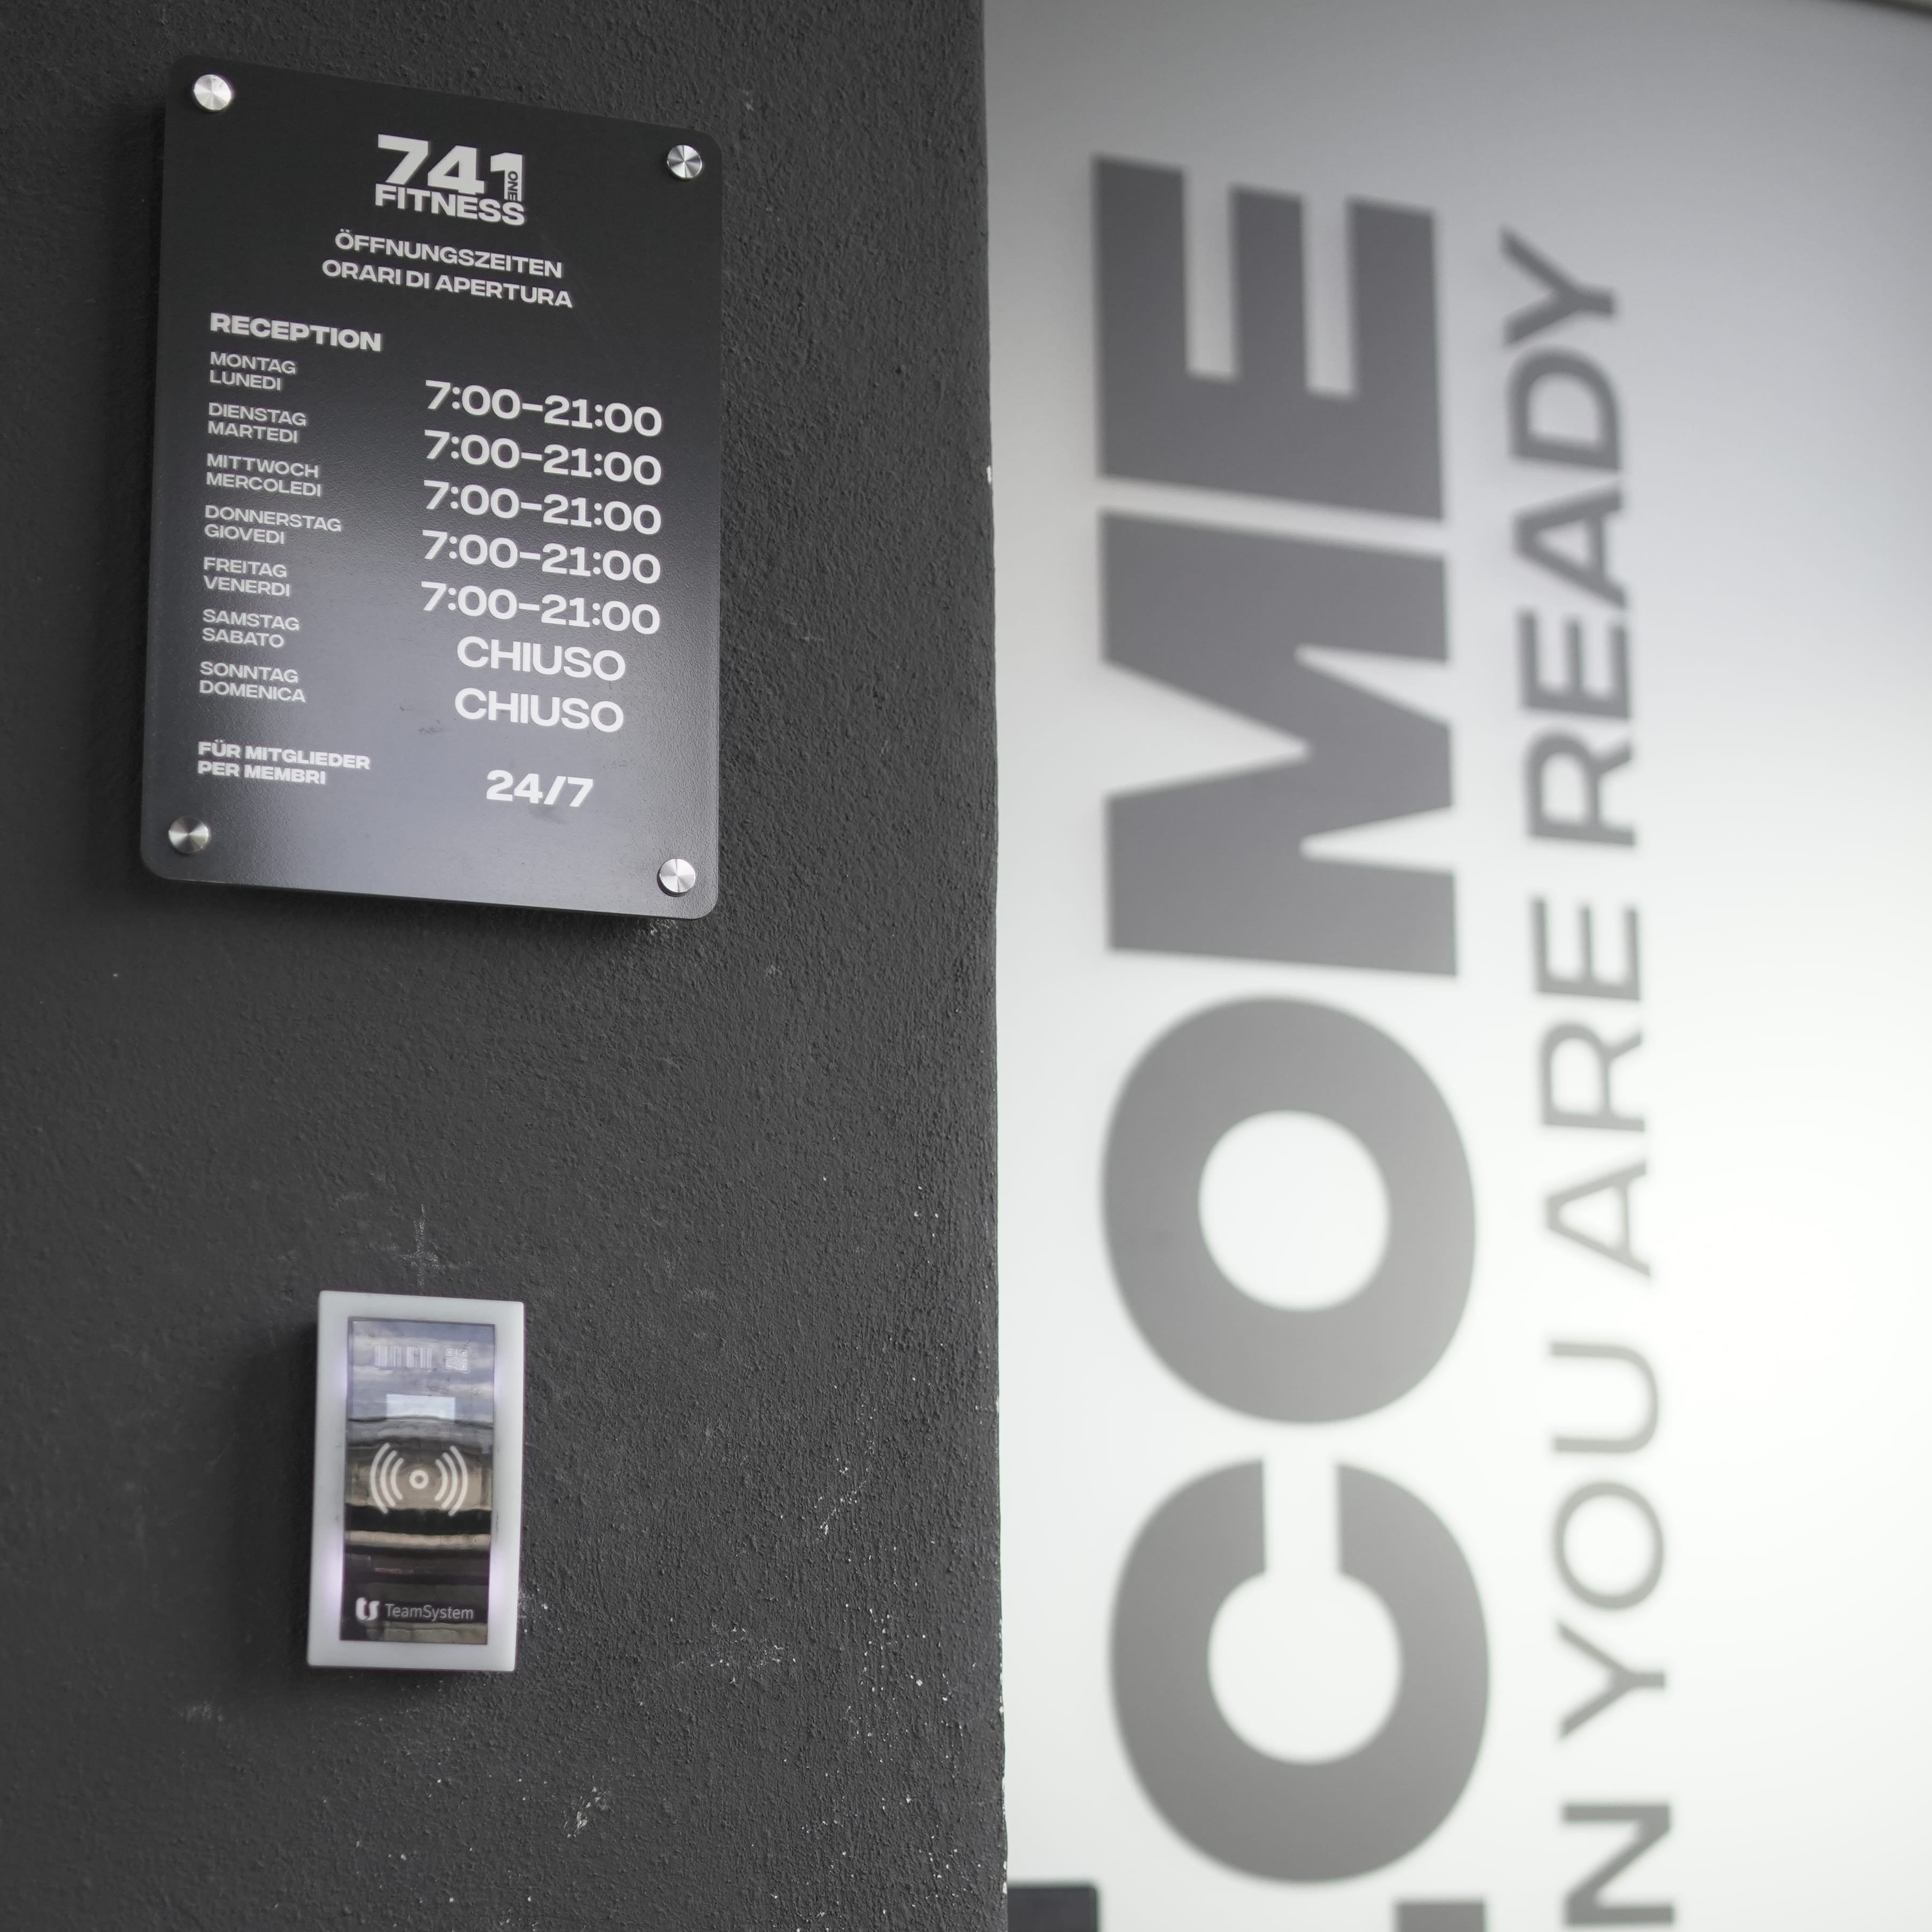 741
ONE
FITNESS
ÖFFNUNGSZEITEN
ORARI DI APERTURA
RECEPTION
MONTAG
LUNEDI
7:00-21:00
DIENSTAG
MARTEDI
7:00-21:00
MITTWOCH
MERCOLEDI
7:00-21:00
DONNERSTAG
GIOVEDI
7:00-21:00
FREITAG
VENERDI
7:00-21:00
SAMSTAG
SABATO
CHIUSO
SONNTAG
DOMENICA
CHIUSO
FÜR MITGLIEDER
PER MEMBRI
24/7
ts TeamSystem
COME
N YOU ARE READY